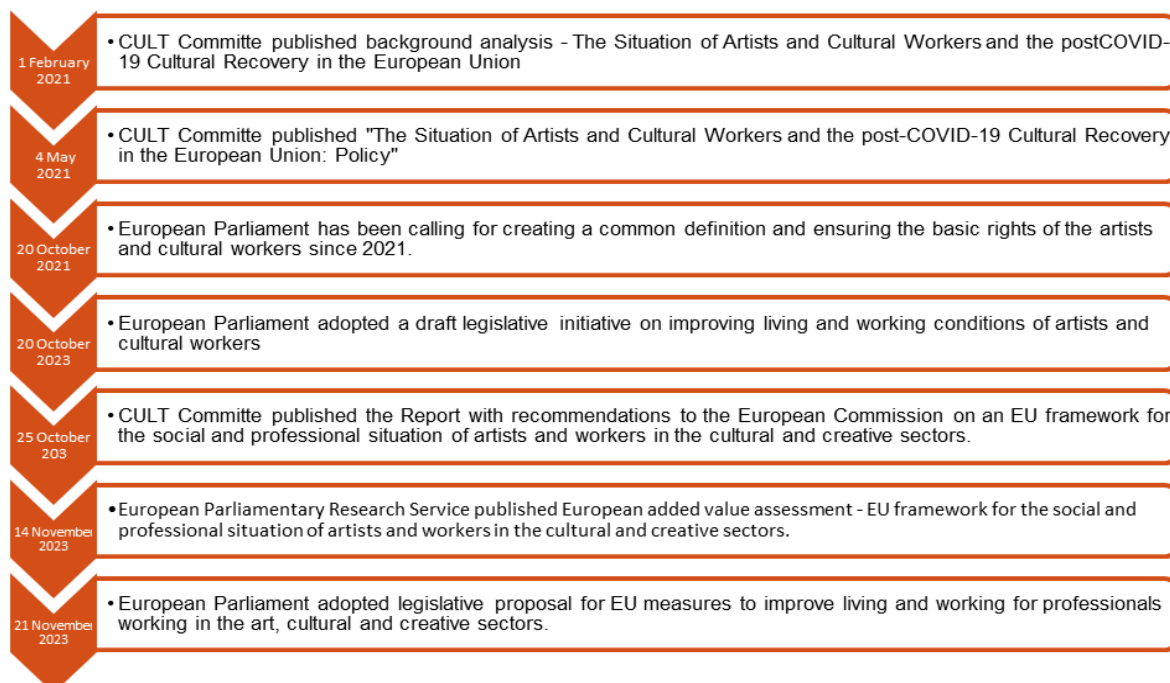 1 February
2021
• CULT Committe published background analysis - The Situation of Artists and Cultural Workers and the postCOVID-
19 Cultural Recovery in the European Union
4 May
2021
• CULT Committe published "The Situation of Artists and Cultural Workers and the post-COVID-19 Cultural Recovery
in the European Union: Policy"
20 October
2021
• European Parliament has been calling for creating a common definition and ensuring the basic rights of the artists
and cultural workers since 2021.
20 October
2023
• European Parliament adopted a draft legislative initiative on improving living and working conditions of artists and
cultural workers
25 October
203
• CULT Committe published the Report with recommendations to the European Commission on an EU framework for
the social and professional situation of artists and workers in the cultural and creative sectors.
14 November
2023
• European Parliamentary Research Service published European added value assessment - EU framework for the social and
professional situation of artists and workers in the cultural and creative sectors.
21 November
2023
• European Parliament adopted legislative proposal for EU measures to improve living and working for professionals
working in the art, cultural and creative sectors.